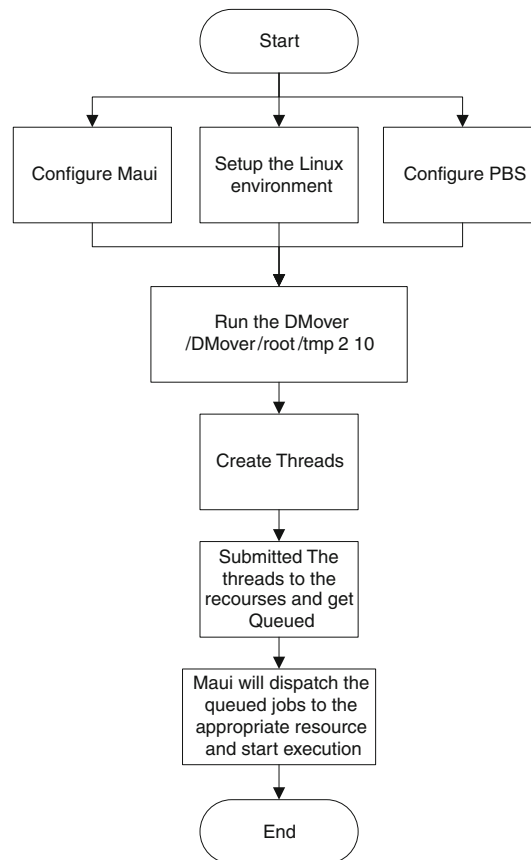 Start
Configure Maui
Setup the Linux
environment
Configure PBS
Run the DMover
/DMover/root/tmp 2 10
Create Threads
Submitted The
threads to the
recourses and get
Queued
Maui will dispatch the
queued jobs to the
appropriate resource
and start execution
End